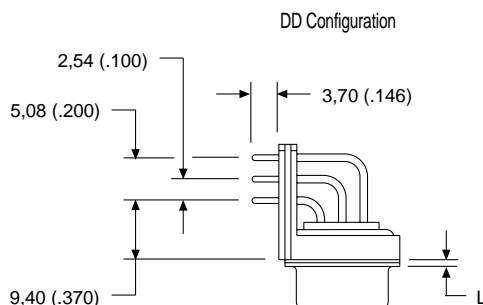 DD Configuration
2,54 (.100)
3,70 (.146)
5,08 (.200)
9,40 (.370)
L